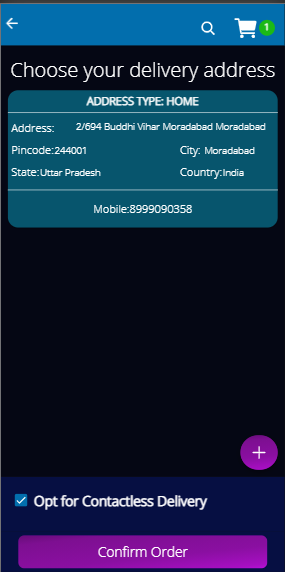 1
Choose your delivery address
ADDRESS TYPE: HOME
Address: 2/694 Buddhi Vihar Moradabad Moradabad
Pincode:244001 City: Moradabad
State:Uttar Pradesh Country:India
Mobile:8999090358
Opt for Contactless Delivery
Confirm Order